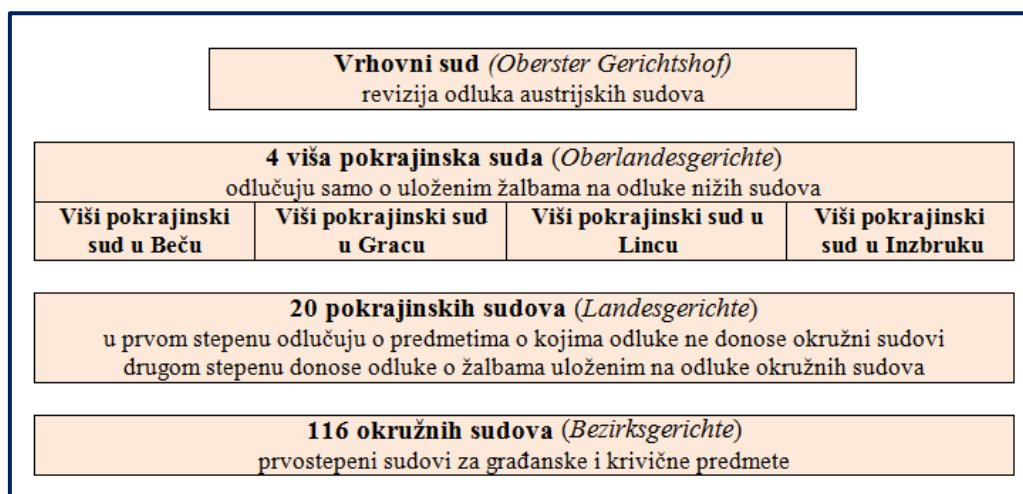 Vrhovni sud (Oberster Gerichtshof)
revizija odluka austrijskih sudova
4 viša pokrajinska suda (Oberlandesgerichte)
odlučuju samo o uloženim žalbama na odluke nižih sudova
Viši pokrajinski
sud u Beču
Viši pokrajinski sud
u Gracu
Viši pokrajinski sud u
Lincu
Viši pokrajinski
sud u Inzbruku
20 pokrajinskih sudova (Landesgerichte)
u prvom stepenu odlučuju o predmetima o kojima odluke ne donose okružni sudovi
drugom stepenu donose odluke o žalbama uloženim na odluke okružnih sudova
116 okružnih sudova (Bezirksgerichte)
prvostepeni sudovi za građanske i krivične predmete